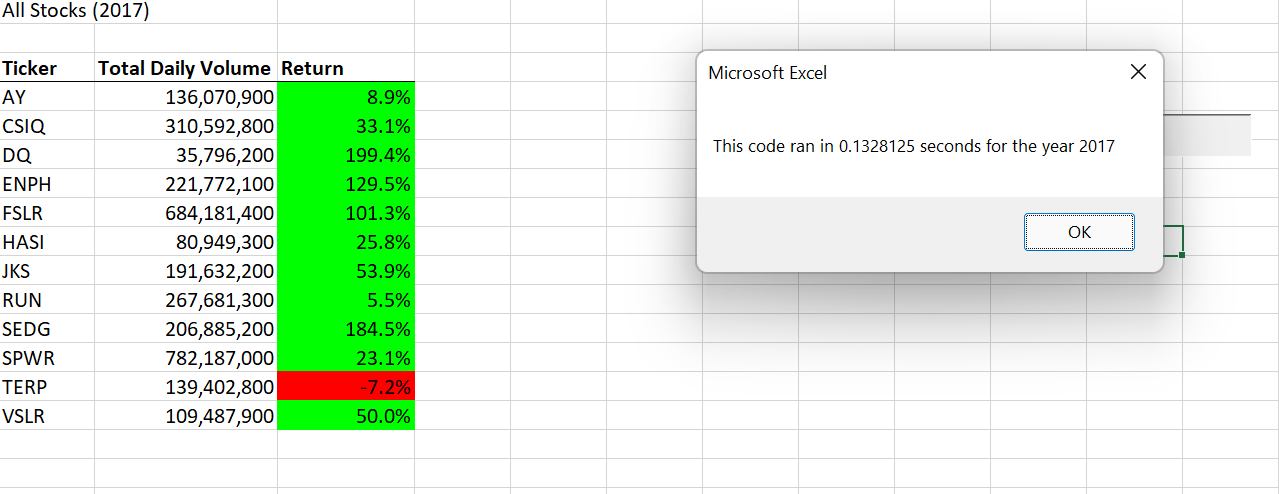 All Stocks (2017)
Ticker Total Daily Volume Return
AY 136,070,900 8.9%
CSIQ 310,592,800 33.1%
DQ 35,796,200 199.4%
ENPH 221,772,100 129.5%
FSLR 684,181,400 101.3%
HASI 80,949,300 25.8%
JKS 191,632,200 53.9%
RUN 267,681,300 5.5%
SEDG 206,885,200 184.5%
SPWR 782,187,000 23.1%
TERP 139,402,800 -7.2%
VSLR 109,487,900 50.0%
Microsoft Excel
This code ran in 0.1328125 seconds for the year 2017
OK